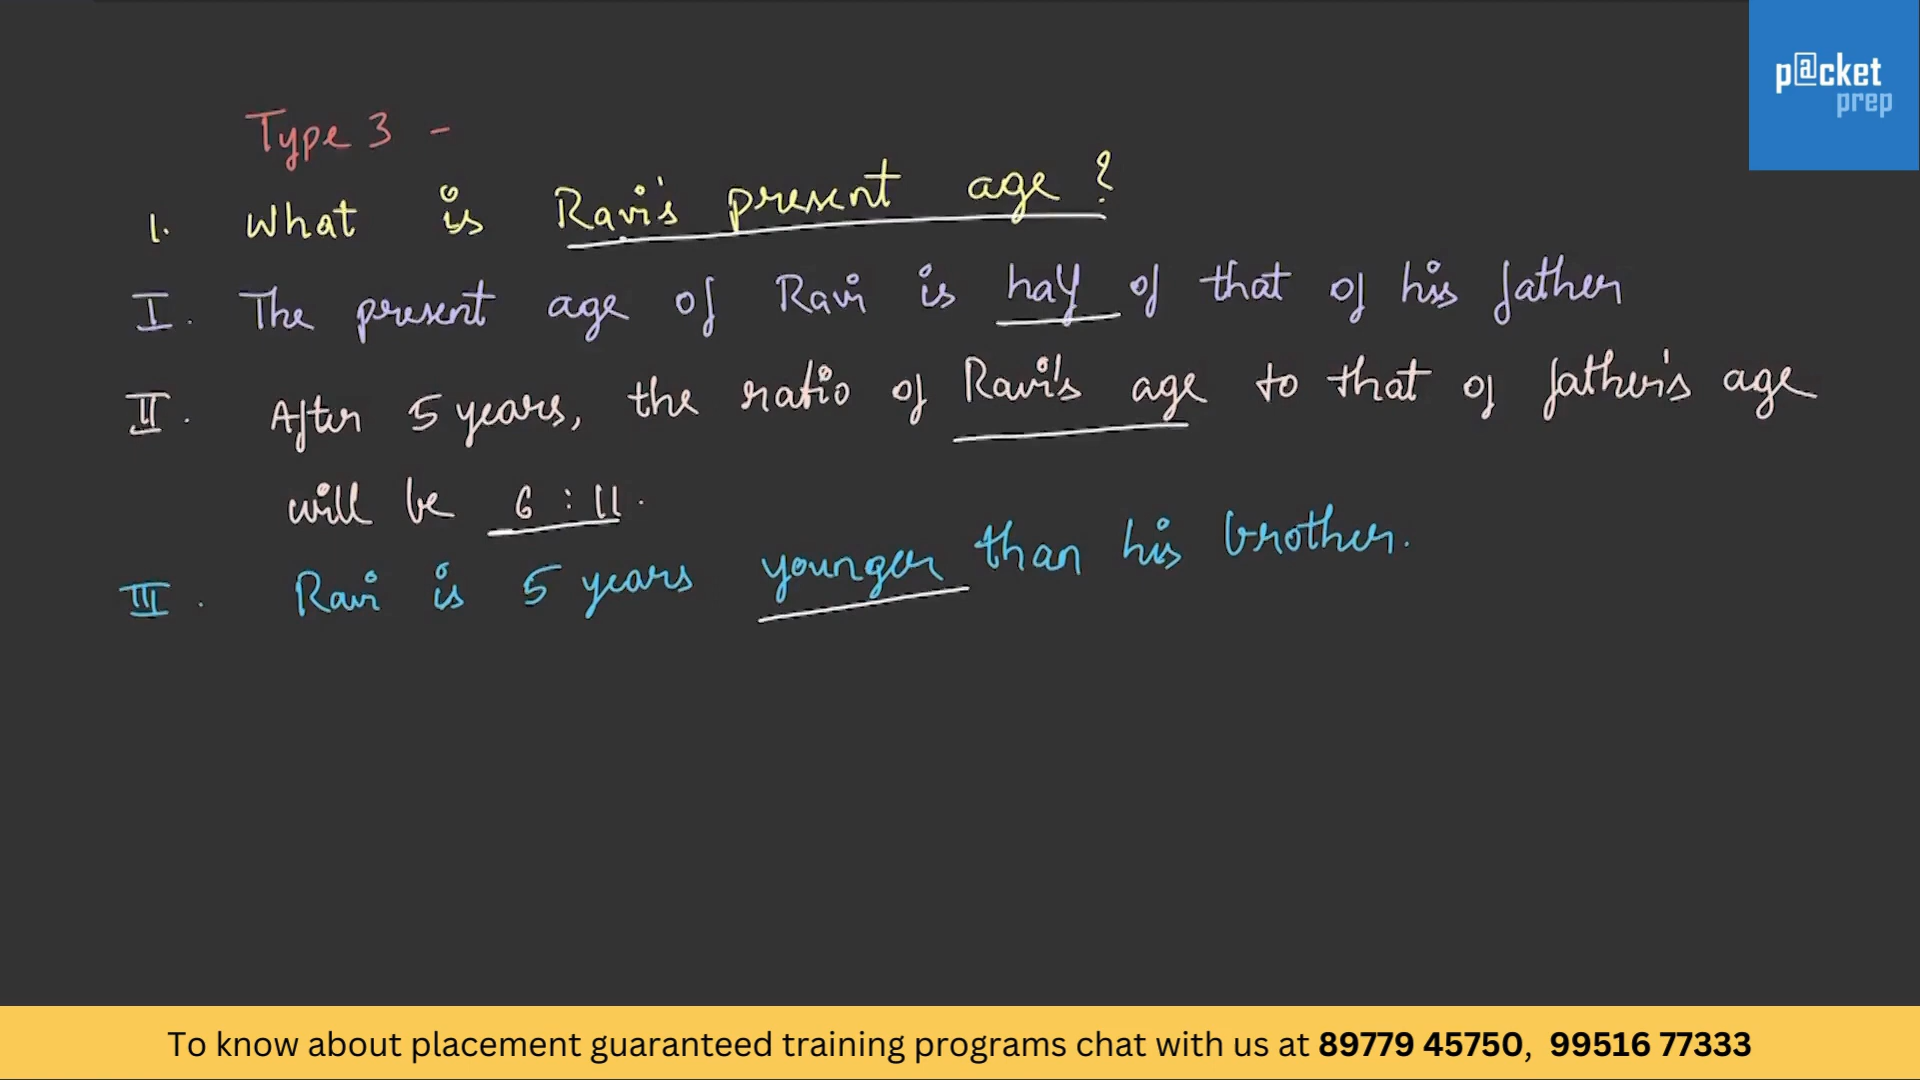 p@cket
prep
Type 3 -
1. What is Ravi's present age?
I. The present age of Ravi is half of that of his father
II. After 5 years, the ratio of Ravi's age to that of father's age
will be 6 : 11.
III. Ravi is 5 years younger than his brother.
To know about placement guaranteed training programs chat with us at 89779 45750, 99516 77333